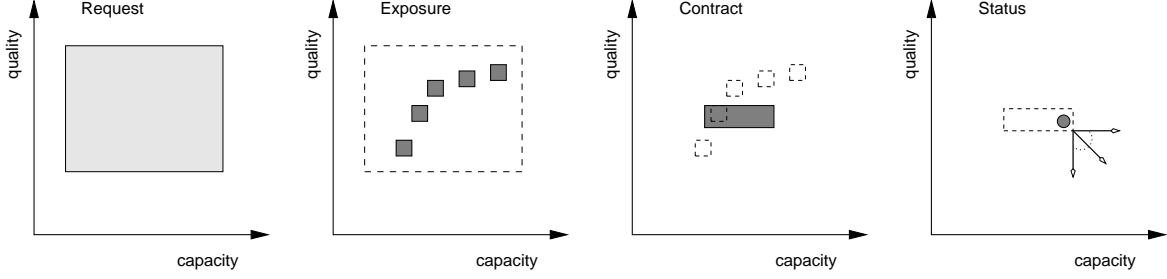 Request
quality
capacity
Exposure
quality
capacity
Contract
quality
capacity
Status
quality
capacity